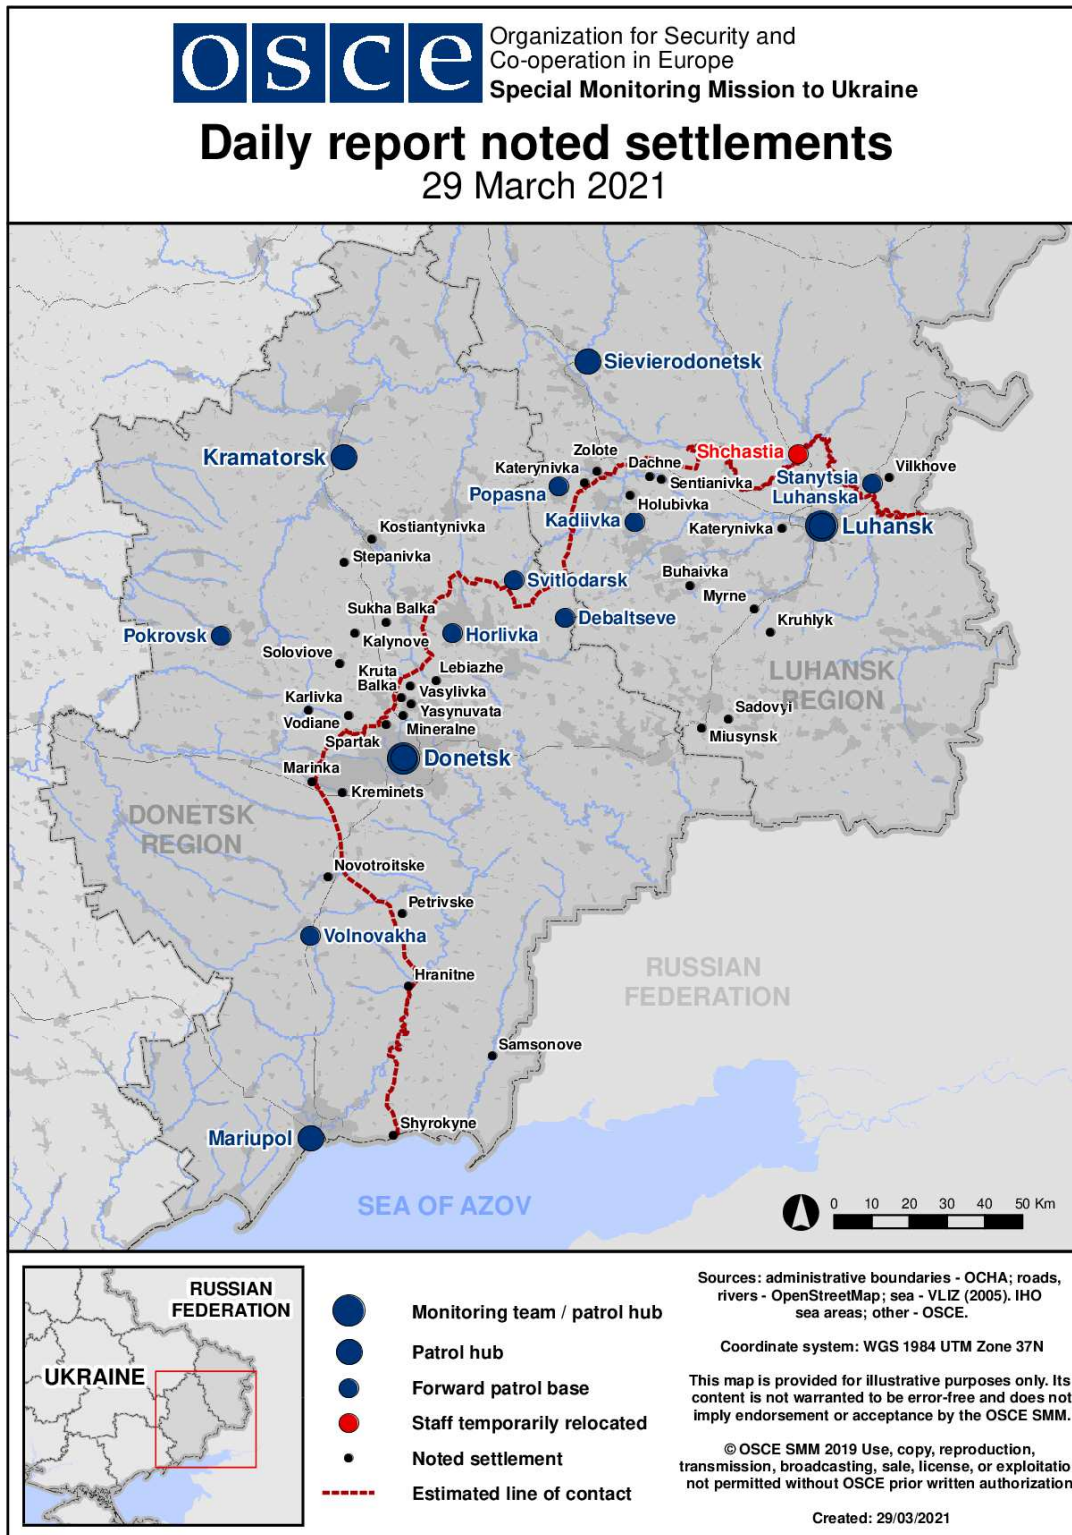 osce
Organization for Security and
Co-operation in Europe
Special Monitoring Mission to Ukraine
Daily report noted settlements
29 March 2021
Sievierodonetsk
Kramatorsk
Shchastia
Zolote
Katerynivka
Dachne
Sentianivka
Popasna
Stanytsia
Luhanska
Vilkhove
Holubivka
Kadiivka
Katerynivka
Luhansk
Kostiantynivka
Stepanivka
Svitlodarsk
Buhaivka
Myrne
Sukha Balka
Debaltseve
Kruhlyk
Pokrovsk
Kalynove
Horlivka
Soloviove
Kruta
Balka
Lebiazhe
LUHANSK
REGION
Vasylivka
Karlivka
Yasynuvata
Sadovyi
Vodiane
Mineralne
Miusynsk
Spartak
Donetsk
Marinka
Kreminets
DONETSK
REGION
Novotroitske
Petrivske
Volnovakha
Hranitne
RUSSIAN
FEDERATION
Samsonove
Shyrokyne
Mariupol
SEA OF AZOV
0 10 20 30 40 50 Km
RUSSIAN
FEDERATION
UKRAINE
Monitoring team / patrol hub
Patrol hub
Forward patrol base
Staff temporarily relocated
Noted settlement
Estimated line of contact
Sources: administrative boundaries - OCHA; roads,
rivers - OpenStreetMap; sea - VLIZ (2005). IHO
sea areas; other - OSCE.
Coordinate system: WGS 1984 UTM Zone 37N
This map is provided for illustrative purposes only. Its
content is not warranted to be error-free and does not
imply endorsement or acceptance by the OSCE SMM.
© OSCE SMM 2019 Use, copy, reproduction,
transmission, broadcasting, sale, license, or exploitatio
not permitted without OSCE prior written authorization
Created: 29/03/2021